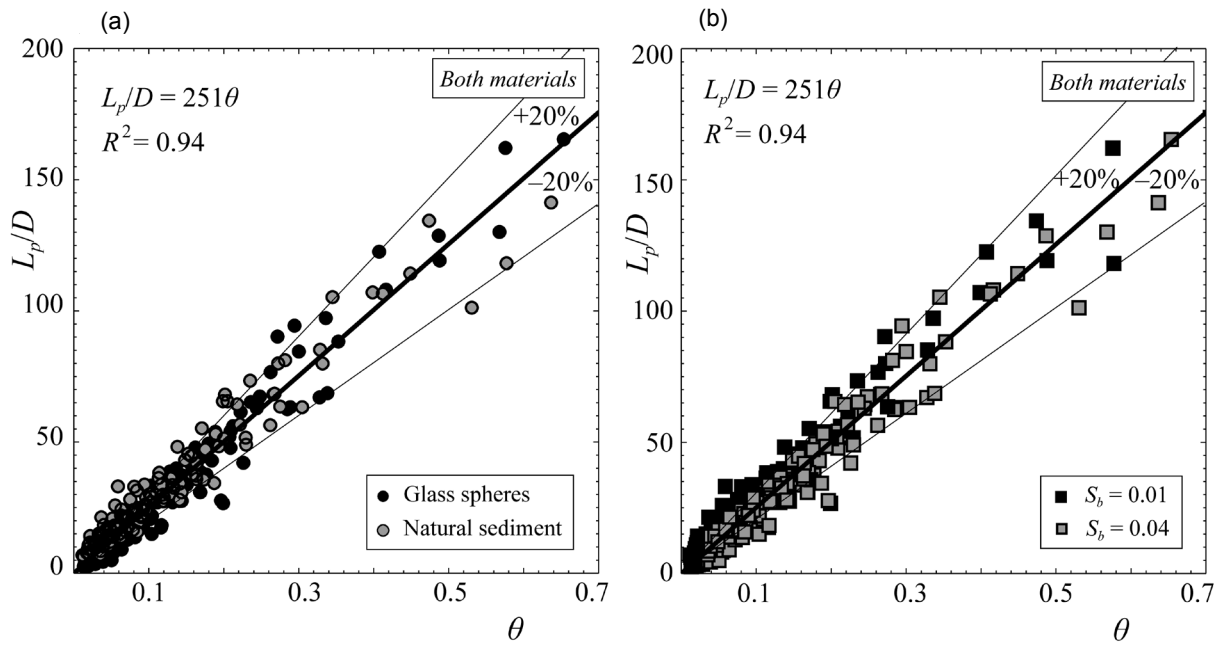 (a)
200
150
100
50
0
L_p/D
L_p/D = 251θ
R² = 0.94
Both materials
+20%
−20%
Glass spheres
Natural sediment
0.1 0.3 0.5 0.7
θ
(b)
200
150
100
50
0
L_p/D
L_p/D = 251θ
R² = 0.94
Both materials
+20% −20%
S_b = 0.01
S_b = 0.04
0.1 0.3 0.5 0.7
θ